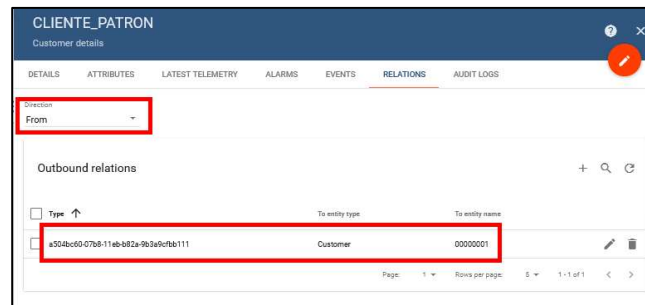 CLIENTE_PATRON
Customer details
DETAILS ATTRIBUTES LATEST TELEMETRY ALARMS EVENTS RELATIONS AUDIT LOGS
Direction
From
Outbound relations
Type To entity type To entity name
a504bc60-07b8-11eb-b82a-9b3a9cfbb111 Customer 00000001
Page: 1 Rows per page: 5 1 - 1 of 1